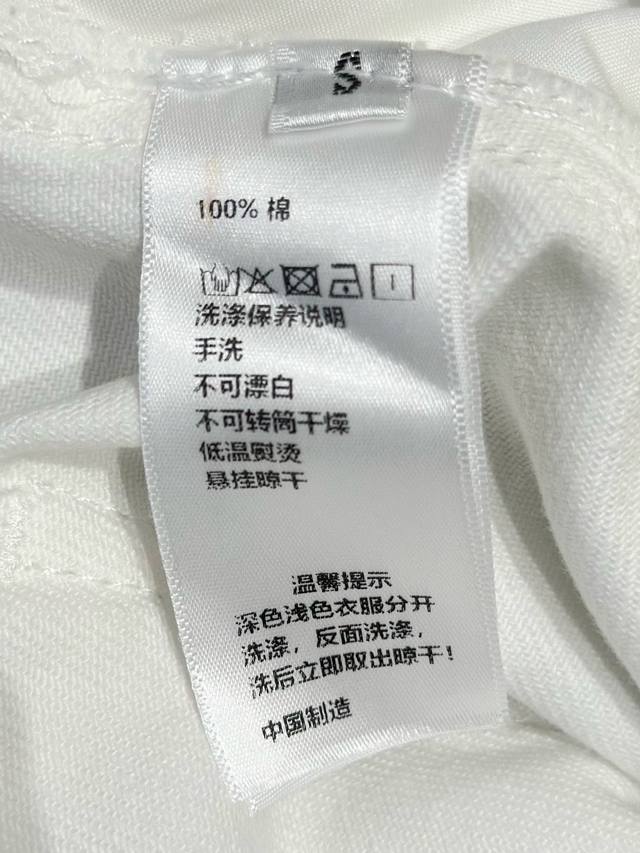 S
100% 棉
洗涤保养说明
手洗
不可漂白
不可转筒干燥
低温熨烫
悬挂晾干
温馨提示
深色浅色衣服分开
洗涤，反面洗涤，
洗后立即取出晾干！
中国制造